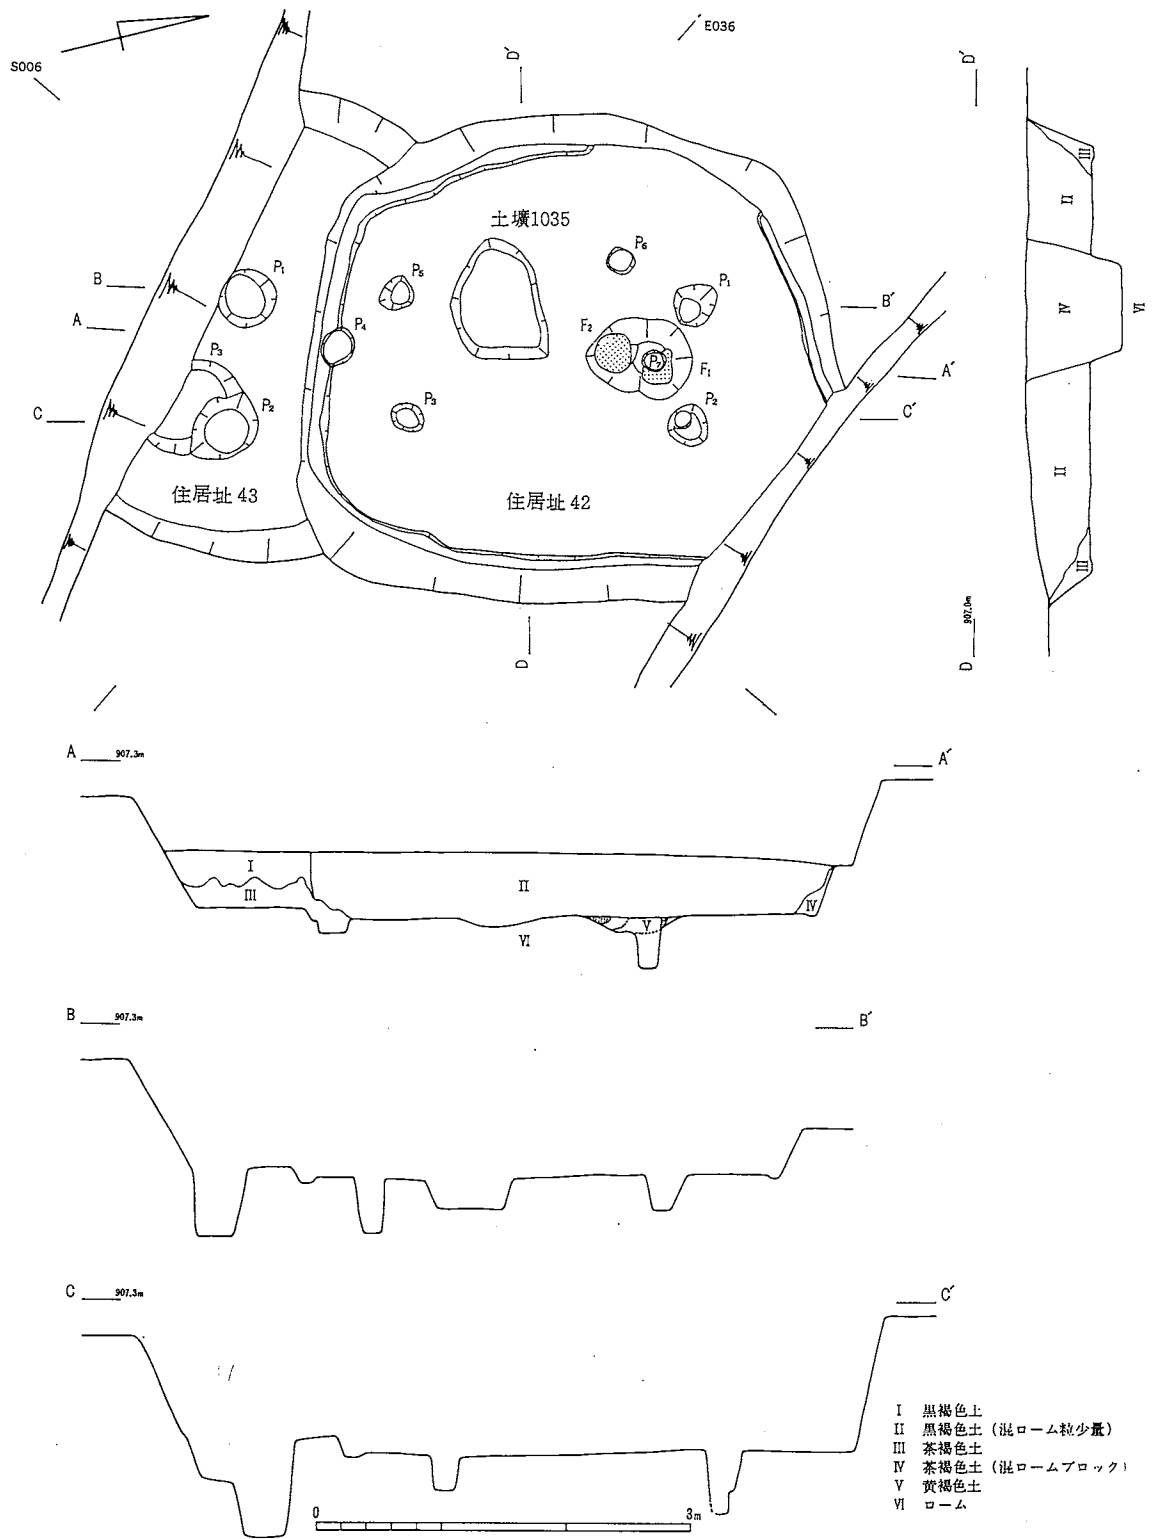 S006
E036
D´
D´
土壙1035
P₆
P₁
P₅
P₁
B
B´
A
P₄
F₂
P₃
P₇
F₁
A´
P₃
P₂
C
P₂
C´
住居址 43
住居址 42
D
III
II
IV
VI
II
III
D 907.0m
A 907.3m
A´
I
II
III
IV
V
VI
B 907.3m
B´
C 907.3m
C´
I 黒褐色土
II 黒褐色土 (混ローム粒少量)
III 茶褐色土
IV 茶褐色土 (混ロームブロック)
V 黄褐色土
VI ローム
0 3m